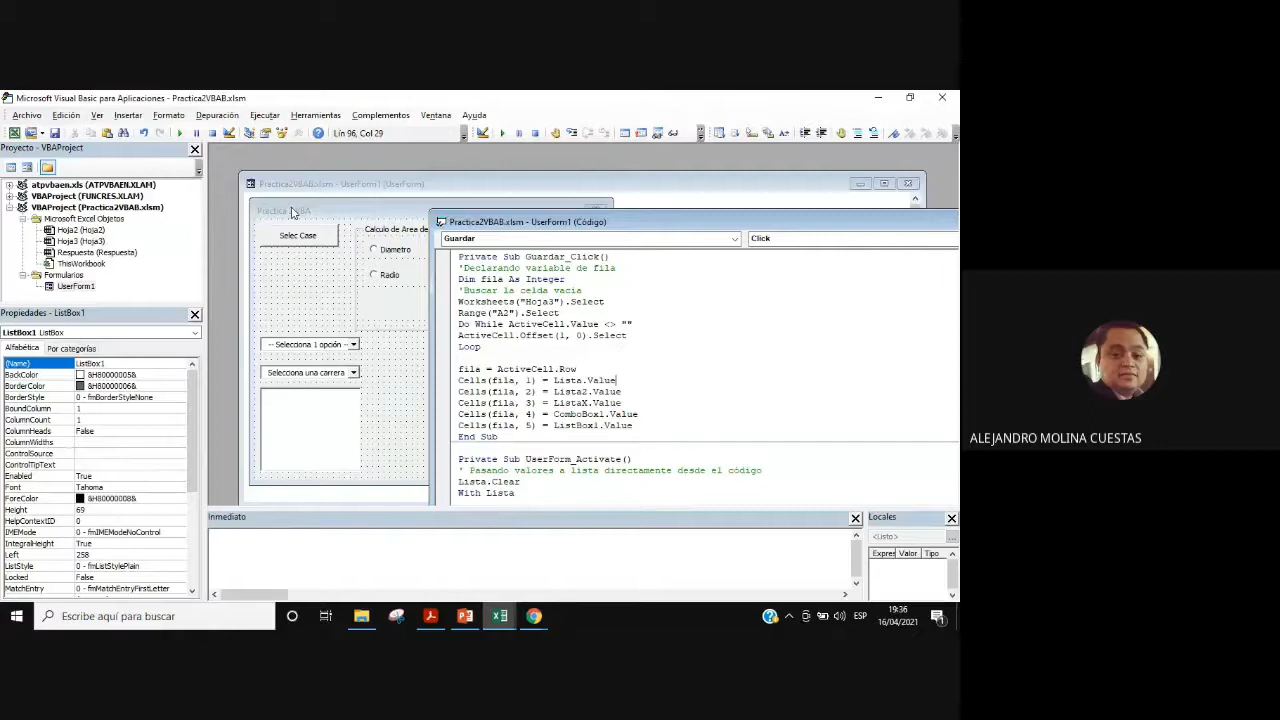 Microsoft Visual Basic para Aplicaciones - Practica2VBAB.xlsm
Archivo Edición Ver Insertar Formato Depuración Ejecutar Herramientas Complementos Ventana Ayuda
Lín 96, Col 29
Proyecto - VBAProject
atpvbaen.xls (ATPVBAEN.XLAM)
VBAProject (FUNCRES.XLAM)
VBAProject (Practica2VBAB.xlsm)
Microsoft Excel Objetos
Hoja2 (Hoja2)
Hoja3 (Hoja3)
Respuesta (Respuesta)
ThisWorkbook
Formularios
UserForm1
Propiedades - ListBox1
ListBox1 ListBox
Alfabética Por categorías
(Name) ListBox1
BackColor &H80000005&
BorderColor &H80000006&
BorderStyle 0 - fmBorderStyleNone
BoundColumn 1
ColumnCount 1
ColumnHeads False
ColumnWidths
ControlSource
ControlTipText
Enabled True
Font Tahoma
ForeColor &H80000008&
Height 69
HelpContextID 0
IMEMode 0 - fmIMEModeNoControl
IntegralHeight True
Left 258
ListStyle 0 - fmListStylePlain
Locked False
MatchEntry 0 - fmMatchEntryFirstLetter
Practica2VBAB.xlsm - UserForm1 (UserForm)
Selec Case
Calculo de Area de
Diametro
Radio
-- Selecciona 1 opción --
Selecciona una carrera
Practica2VBAB.xlsm - UserForm1 (Código)
Guardar Click
Private Sub Guardar_Click()
'Declarando variable de fila
Dim fila As Integer
'Buscar la celda vacia
Worksheets("Hoja3").Select
Range("A2").Select
Do While ActiveCell.Value <> ""
ActiveCell.Offset(1, 0).Select
Loop
fila = ActiveCell.Row
Cells(fila, 1) = Lista.Value
Cells(fila, 2) = Lista2.Value
Cells(fila, 3) = ListaX.Value
Cells(fila, 4) = ComboBox1.Value
Cells(fila, 5) = ListBox1.Value
End Sub
Private Sub UserForm_Activate()
' Pasando valores a lista directamente desde el código
Lista.Clear
With Lista
Inmediato
Locales
<Listo>
Expres Valor Tipo
Escribe aquí para buscar
ESP
19:36
16/04/2021
ALEJANDRO MOLINA CUESTAS